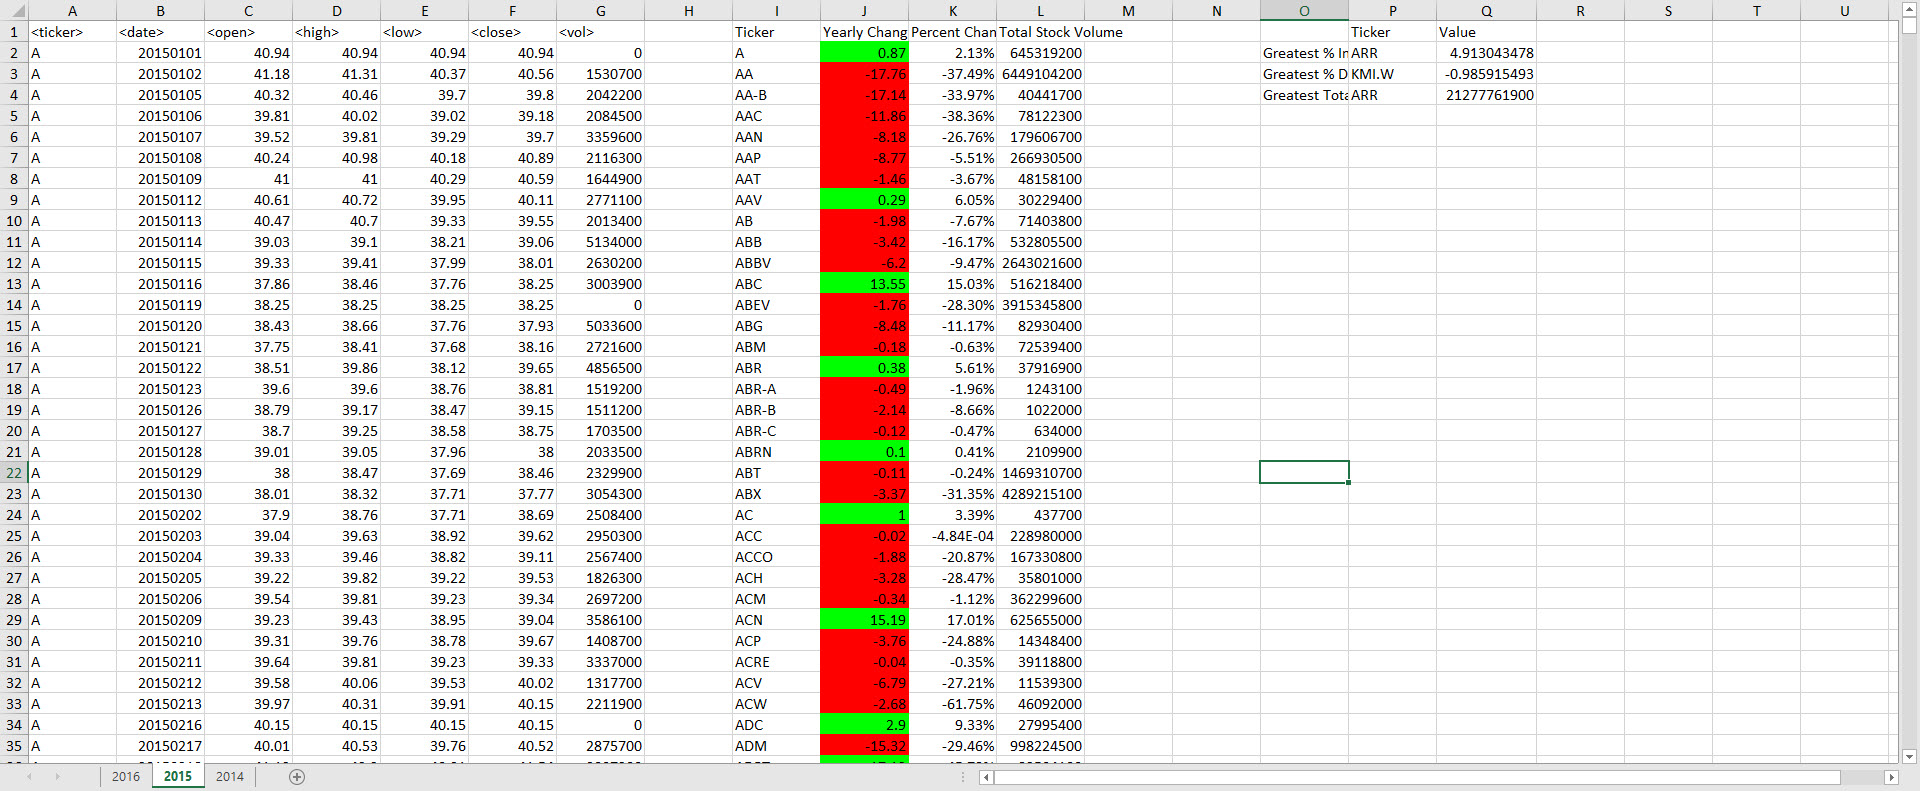 A B C D E F G H I J K L M N O P Q R S T U
1 <ticker> <date> <open> <high> <low> <close> <vol> Ticker Yearly Chang Percent Chan Total Stock Volume Ticker Value
2 A 20150101 40.94 40.94 40.94 40.94 0 A 0.87 2.13% 645319200 Greatest % In ARR 4.913043478
3 A 20150102 41.18 41.31 40.37 40.56 1530700 AA -17.76 -37.49% 6449104200 Greatest % D KMI.W -0.985915493
4 A 20150105 40.32 40.46 39.7 39.8 2042200 AA-B -17.14 -33.97% 40441700 Greatest Tota ARR 21277761900
5 A 20150106 39.81 40.02 39.02 39.18 2084500 AAC -11.86 -38.36% 78122300
6 A 20150107 39.52 39.81 39.29 39.7 3359600 AAN -8.18 -26.76% 179606700
7 A 20150108 40.24 40.98 40.18 40.89 2116300 AAP -8.77 -5.51% 266930500
8 A 20150109 41 41 40.29 40.59 1644900 AAT -1.46 -3.67% 48158100
9 A 20150112 40.61 40.72 39.95 40.11 2771100 AAV 0.29 6.05% 30229400
10 A 20150113 40.47 40.7 39.33 39.55 2013400 AB -1.98 -7.67% 71403800
11 A 20150114 39.03 39.1 38.21 39.06 5134000 ABB -3.42 -16.17% 532805500
12 A 20150115 39.33 39.41 37.99 38.01 2630200 ABBV -6.2 -9.47% 2643021600
13 A 20150116 37.86 38.46 37.76 38.25 3003900 ABC 13.55 15.03% 516218400
14 A 20150119 38.25 38.25 38.25 38.25 0 ABEV -1.76 -28.30% 3915345800
15 A 20150120 38.43 38.66 37.76 37.93 5033600 ABG -8.48 -11.17% 82930400
16 A 20150121 37.75 38.41 37.68 38.16 2721600 ABM -0.18 -0.63% 72539400
17 A 20150122 38.51 39.86 38.12 39.65 4856500 ABR 0.38 5.61% 37916900
18 A 20150123 39.6 39.6 38.76 38.81 1519200 ABR-A -0.49 -1.96% 1243100
19 A 20150126 38.79 39.17 38.47 39.15 1511200 ABR-B -2.14 -8.66% 1022000
20 A 20150127 38.7 39.25 38.58 38.75 1703500 ABR-C -0.12 -0.47% 634000
21 A 20150128 39.01 39.05 37.96 38 2033500 ABRN 0.1 0.41% 2109900
22 A 20150129 38 38.47 37.69 38.46 2329900 ABT -0.11 -0.24% 1469310700
23 A 20150130 38.01 38.32 37.71 37.77 3054300 ABX -3.37 -31.35% 4289215100
24 A 20150202 37.9 38.76 37.71 38.69 2508400 AC 1 3.39% 437700
25 A 20150203 39.04 39.63 38.92 39.62 2950300 ACC -0.02 -4.84E-04 228980000
26 A 20150204 39.33 39.46 38.82 39.11 2567400 ACCO -1.88 -20.87% 167330800
27 A 20150205 39.22 39.82 39.22 39.53 1826300 ACH -3.28 -28.47% 35801000
28 A 20150206 39.54 39.81 39.23 39.34 2697200 ACM -0.34 -1.12% 362299600
29 A 20150209 39.23 39.43 38.95 39.04 3586100 ACN 15.19 17.01% 625655000
30 A 20150210 39.31 39.76 38.78 39.67 1408700 ACP -3.76 -24.88% 14348400
31 A 20150211 39.64 39.81 39.23 39.33 3337000 ACRE -0.04 -0.35% 39118800
32 A 20150212 39.58 40.06 39.53 40.02 1317700 ACV -6.79 -27.21% 11539300
33 A 20150213 39.97 40.31 39.91 40.15 2211900 ACW -2.68 -61.75% 46092000
34 A 20150216 40.15 40.15 40.15 40.15 0 ADC 2.9 9.33% 27995400
35 A 20150217 40.01 40.53 39.76 40.52 2875700 ADM -15.32 -29.46% 998224500
2016 2015 2014